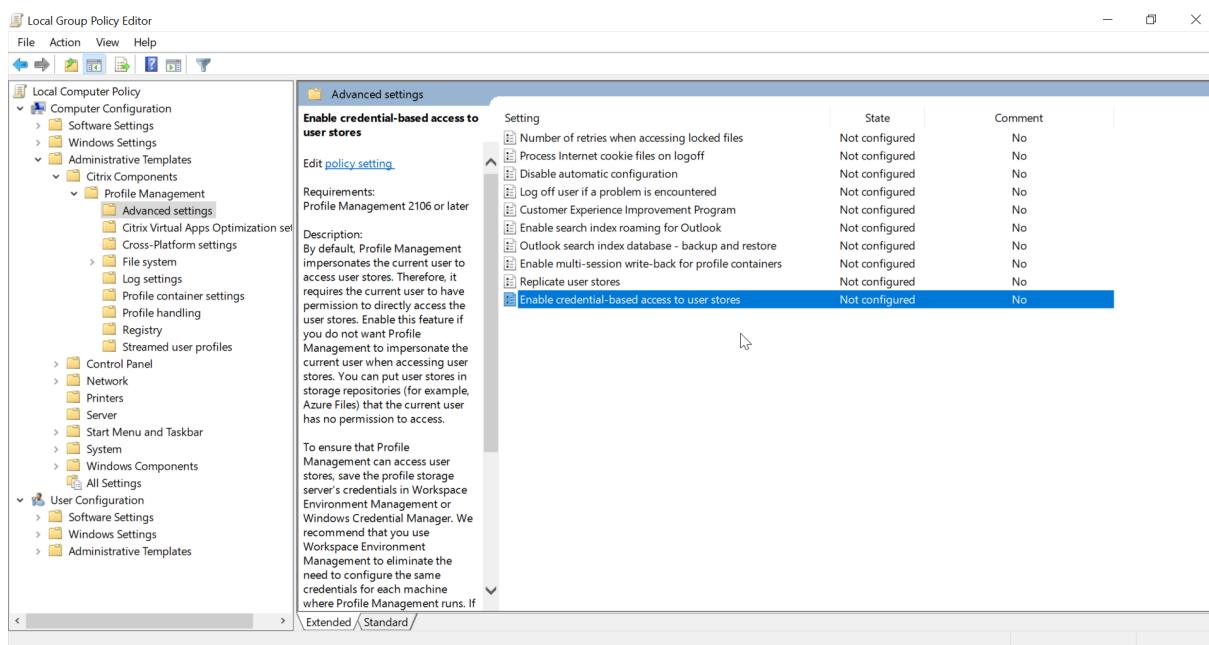 Local Group Policy Editor
File Action View Help
Local Computer Policy
Computer Configuration
Software Settings
Windows Settings
Administrative Templates
Citrix Components
Profile Management
Advanced settings
Citrix Virtual Apps Optimization set
Cross-Platform settings
File system
Log settings
Profile container settings
Profile handling
Registry
Streamed user profiles
Control Panel
Network
Printers
Server
Start Menu and Taskbar
System
Windows Components
All Settings
User Configuration
Software Settings
Windows Settings
Administrative Templates
Advanced settings
Enable credential-based access to
user stores
Edit policy setting
Requirements:
Profile Management 2106 or later
Description:
By default, Profile Management
impersonates the current user to
access user stores. Therefore, it
requires the current user to have
permission to directly access the
user stores. Enable this feature if
you do not want Profile
Management to impersonate the
current user when accessing user
stores. You can put user stores in
storage repositories (for example,
Azure Files) that the current user
has no permission to access.
To ensure that Profile
Management can access user
stores, save the profile storage
server's credentials in Workspace
Environment Management or
Windows Credential Manager. We
recommend that you use
Workspace Environment
Management to eliminate the
need to configure the same
credentials for each machine
where Profile Management runs. If
Setting State Comment
Number of retries when accessing locked files Not configured No
Process Internet cookie files on logoff Not configured No
Disable automatic configuration Not configured No
Log off user if a problem is encountered Not configured No
Customer Experience Improvement Program Not configured No
Enable search index roaming for Outlook Not configured No
Outlook search index database - backup and restore Not configured No
Enable multi-session write-back for profile containers Not configured No
Replicate user stores Not configured No
Enable credential-based access to user stores Not configured No
Extended Standard